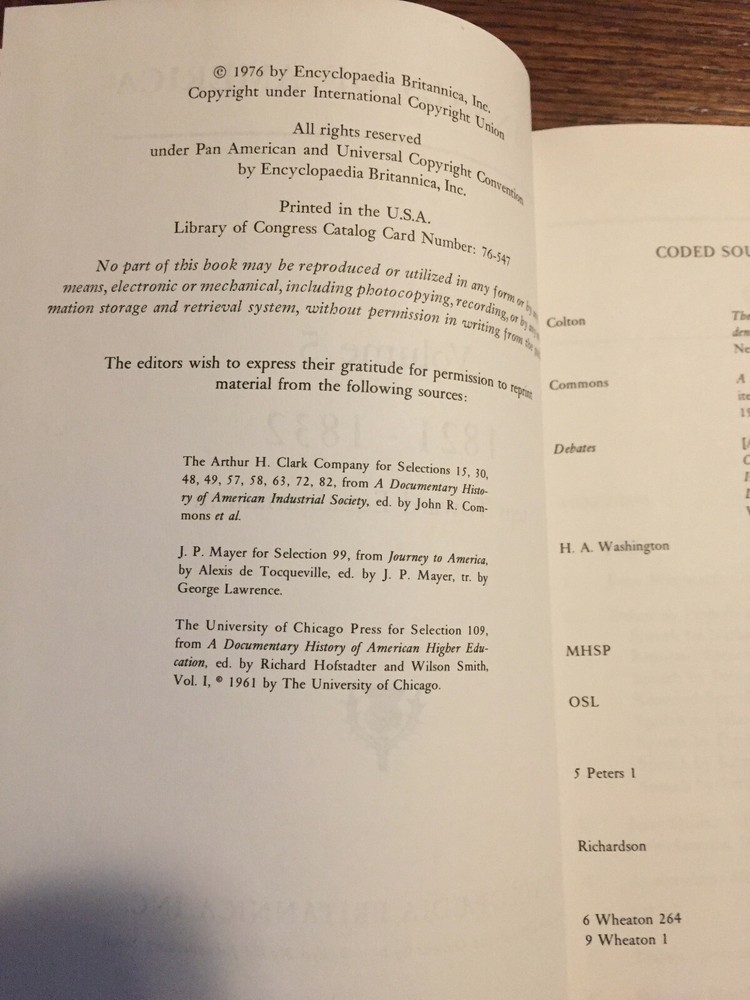 © 1976 by Encyclopaedia Britannica, Inc.
Copyright under International Copyright Union
All rights reserved
under Pan American and Universal Copyright Convention
by Encyclopaedia Britannica, Inc.
Printed in the U.S.A.
Library of Congress Catalog Card Number: 76-547
No part of this book may be reproduced or utilized in any form or by
means, electronic or mechanical, including photocopying, recording, or by
mation storage and retrieval system, without permission in writing from the
The editors wish to express their gratitude for permission to reprint
material from the following sources:
The Arthur H. Clark Company for Selections 15, 30,
48, 49, 57, 58, 63, 72, 82, from A Documentary Histo-
ry of American Industrial Society, ed. by John R. Com-
mons et al.
J. P. Mayer for Selection 99, from Journey to America,
by Alexis de Tocqueville, ed. by J. P. Mayer, tr. by
George Lawrence.
The University of Chicago Press for Selection 109,
from A Documentary History of American Higher Edu-
cation, ed. by Richard Hofstadter and Wilson Smith,
Vol. I, © 1961 by The University of Chicago.
CODED SOU
Colton
The
den
Ne
Commons
A
ite
19
Debates
H. A. Washington
MHSP
OSL
5 Peters 1
Richardson
6 Wheaton 264
9 Wheaton 1